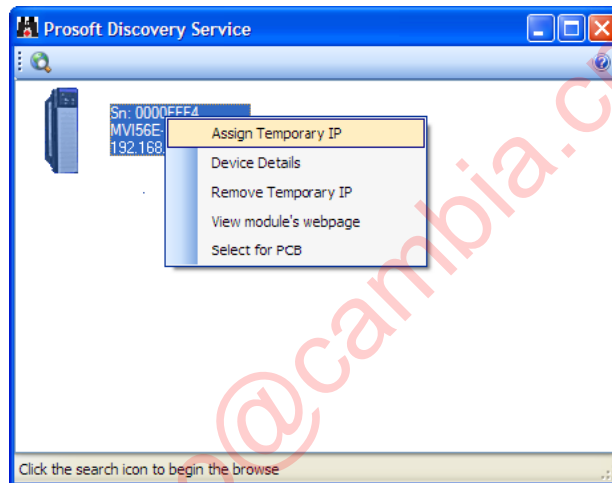 Prosoft Discovery Service
Sn: 0000FFF4
MVI56E-
192.168.
Assign Temporary IP
Device Details
Remove Temporary IP
View module's webpage
Select for PCB
@cambia.c
Click the search icon to begin the browse